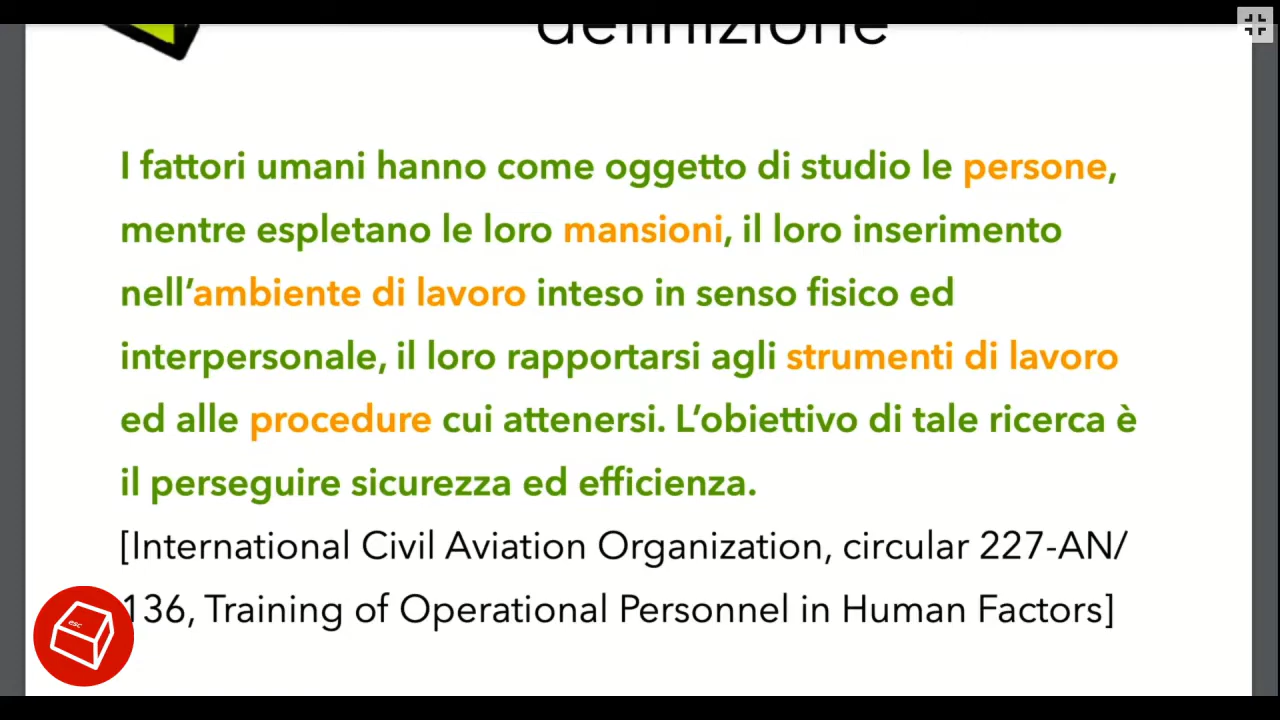 definizione
I fattori umani hanno come oggetto di studio le persone,
mentre espletano le loro mansioni, il loro inserimento
nell’ambiente di lavoro inteso in senso fisico ed
interpersonale, il loro rapportarsi agli strumenti di lavoro
ed alle procedure cui attenersi. L’obiettivo di tale ricerca è
il perseguire sicurezza ed efficienza.
[International Civil Aviation Organization, circular 227-AN/
136, Training of Operational Personnel in Human Factors]
esc